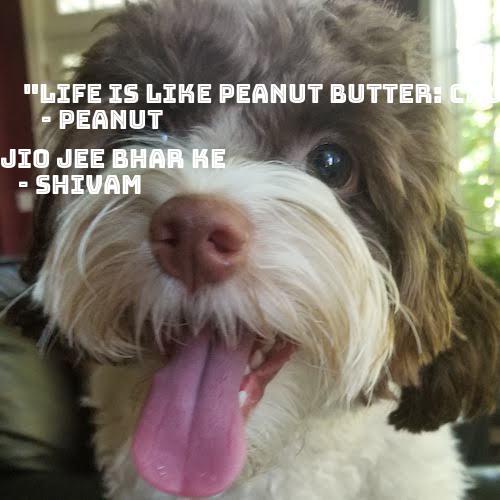 "LIFE IS LIKE PEANUT BUTTER:
- PEANUT
JIO JEE BHAR KE
- SHIVAM